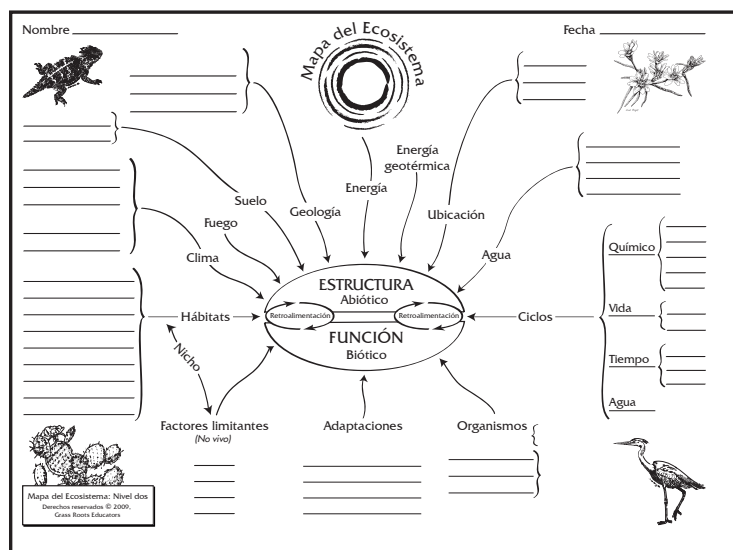 Nombre
Fecha
Mapa del Ecosistema
Energía
geotérmica
Energía
Suelo
Geología
Ubicación
Fuego
Clima
Agua
Químico
ESTRUCTURA
Abiótico
Retroalimentación
Retroalimentación
Hábitats
Ciclos
Vida
FUNCIÓN
Biótico
Nicho
Tiempo
Agua
Factores limitantes
(No vivo)
Adaptaciones
Organismos
Mapa del Ecosistema: Nivel dos
Derechos reservados © 2009,
Grass Roots Educators